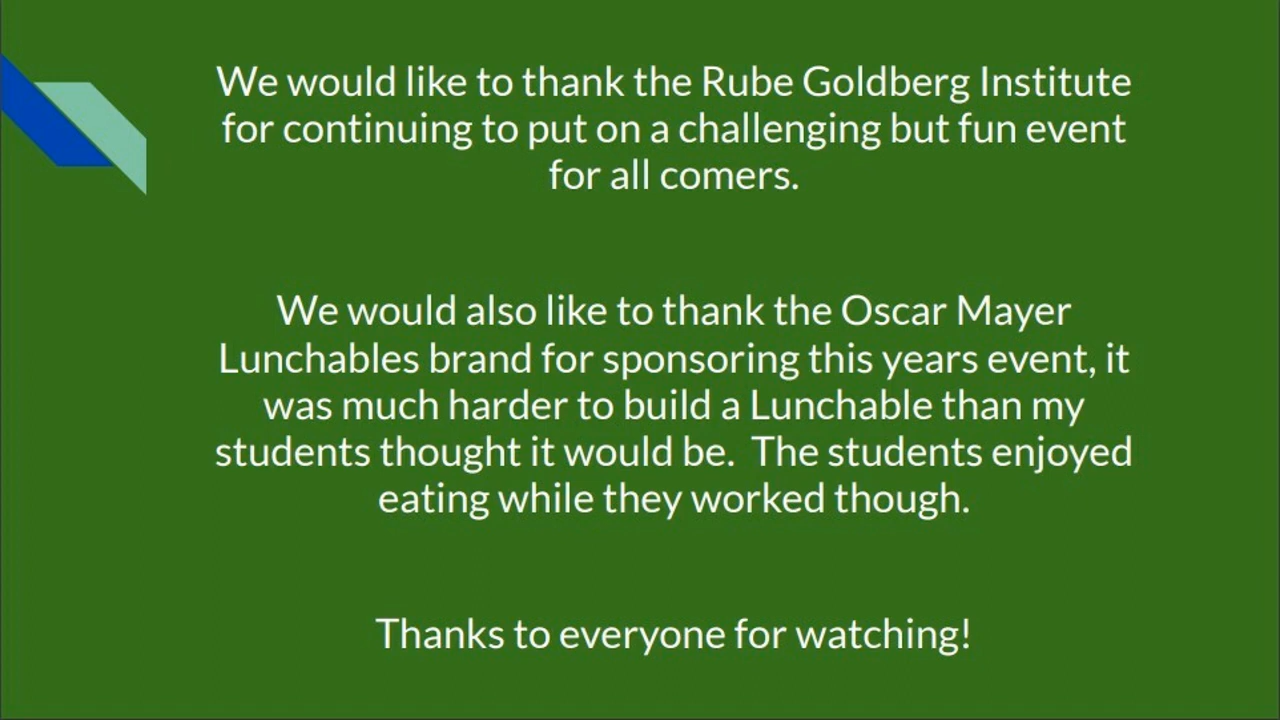 We would like to thank the Rube Goldberg Institute
for continuing to put on a challenging but fun event
for all comers.
We would also like to thank the Oscar Mayer
Lunchables brand for sponsoring this years event, it
was much harder to build a Lunchable than my
students thought it would be.  The students enjoyed
eating while they worked though.
Thanks to everyone for watching!